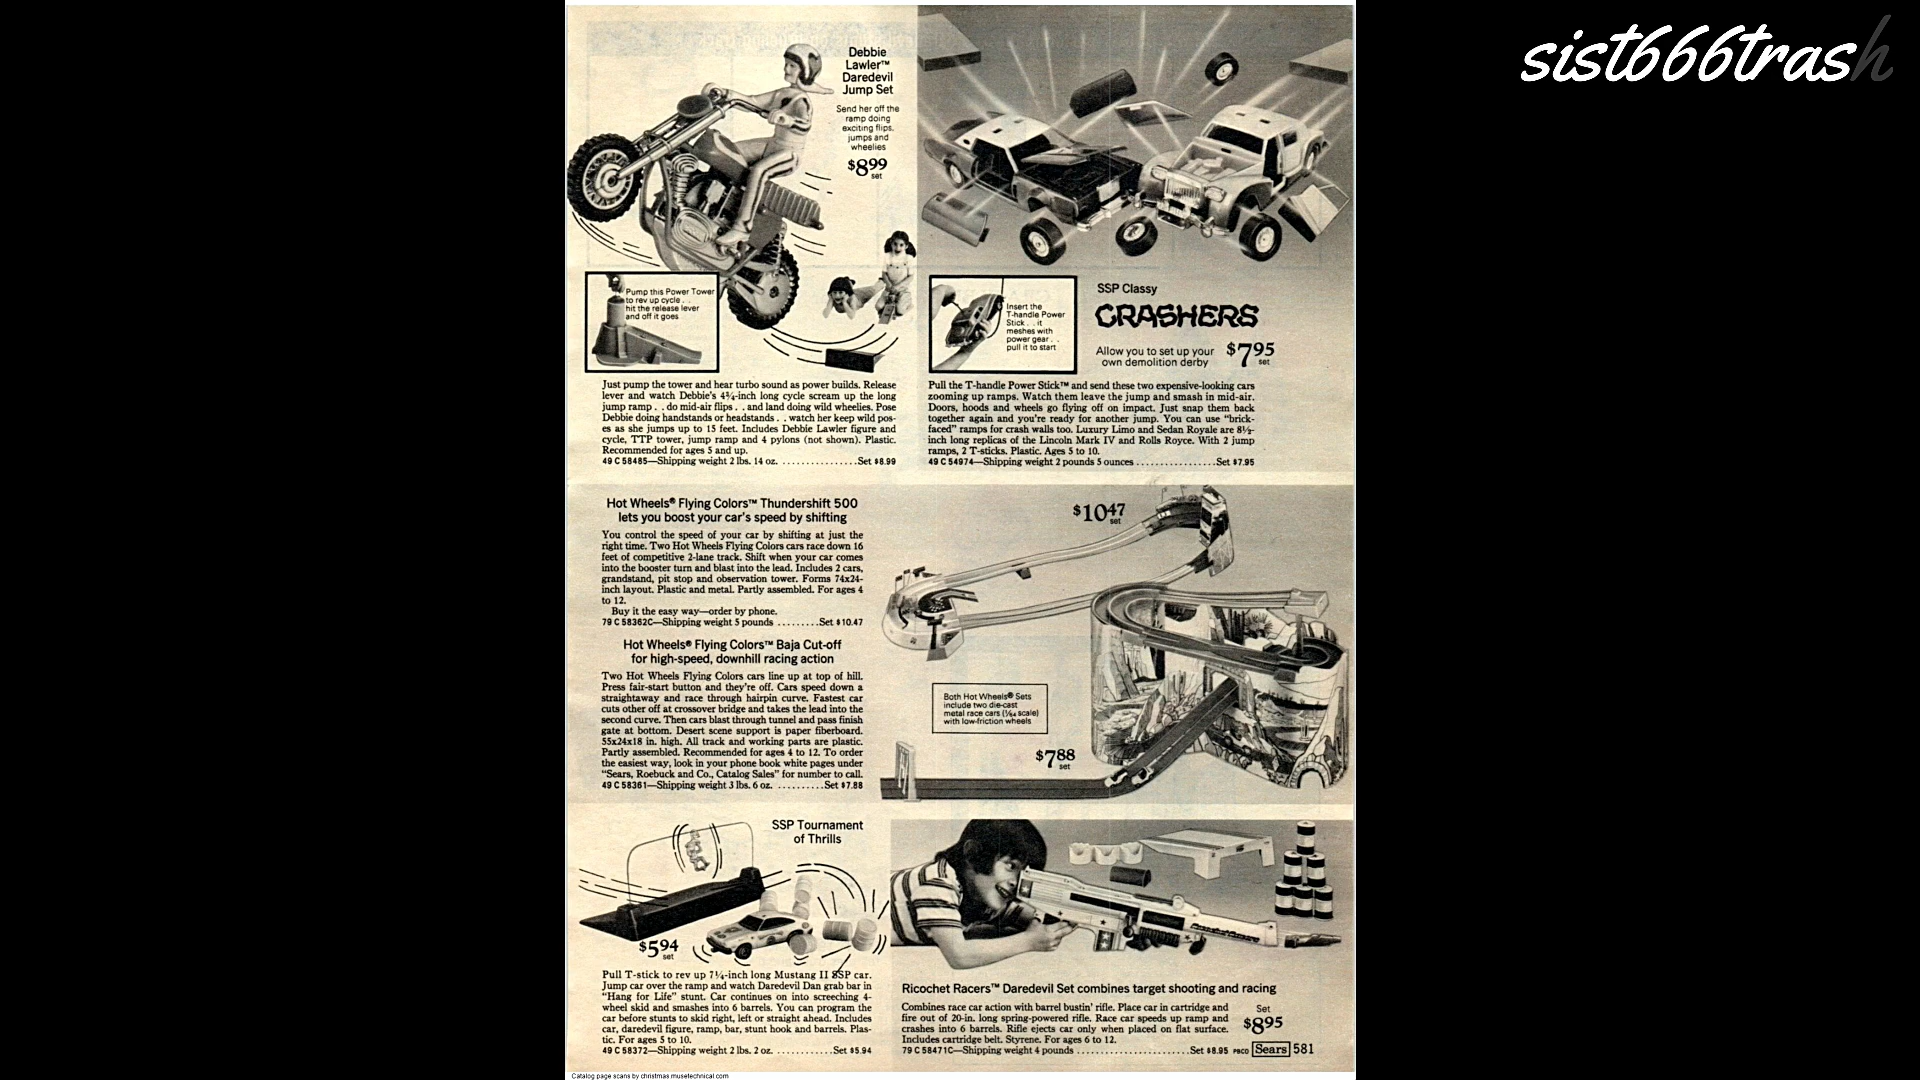 sist666trash
Debbie
Lawler™
Daredevil
Jump Set
Send her off the
ramp doing
exciting flips,
jumps and
wheelies
$8.99
set
Pump this Power Tower
to rev up cycle . .
hit the release lever
and off it goes
Just pump the tower and hear turbo sound as power builds. Release
lever and watch Debbie's 4¾-inch long cycle scream up the long
jump ramp . . do mid-air flips . . and land doing wild wheelies. Pose
Debbie doing handstands or headstands . . watch her keep wild pos-
es as she jumps up to 15 feet. Includes Debbie Lawler figure and
cycle, TTP tower, jump ramp and 4 pylons (not shown). Plastic.
Recommended for ages 5 and up.
49 C 58485—Shipping weight 2 lbs. 14 oz. ...............Set $8.99
Insert the
T-handle Power
Stick . . it
meshes with
power gear . .
pull it to start
SSP Classy
CRASHERS
Allow you to set up your
own demolition derby
$7.95
set
Pull the T-handle Power Stick™ and send these two expensive-looking cars
zooming up ramps. Watch them leave the jump and smash in mid-air.
Doors, hoods and wheels go flying off on impact. Just snap them back
together again and you're ready for another jump. You can use "brick-
faced" ramps for crash walls too. Luxury Limo and Sedan Royale are 8½-
inch long replicas of the Lincoln Mark IV and Rolls Royce. With 2 jump
ramps, 2 T-sticks. Plastic. Ages 5 to 10.
49 C 54974—Shipping weight 2 pounds 5 ounces .................Set $7.95
Hot Wheels® Flying Colors™ Thundershift 500
lets you boost your car's speed by shifting
You control the speed of your car by shifting at just the
right time. Two Hot Wheels Flying Colors cars race down 16
feet of competitive 2-lane track. Shift when your car comes
into the booster turn and blast into the lead. Includes 2 cars,
grandstand, pit stop and observation tower. Forms 74x24-
inch layout. Plastic and metal. Partly assembled. For ages 4
to 12.
Buy it the easy way—order by phone.
79 C 58362C—Shipping weight 5 pounds .........Set $10.47
Hot Wheels® Flying Colors™ Baja Cut-off
for high-speed, downhill racing action
Two Hot Wheels Flying Colors cars line up at top of hill.
Press fair-start button and they're off. Cars speed down a
straightaway and race through hairpin curve. Fastest car
cuts other off at crossover bridge and takes the lead into the
second curve. Then cars blast through tunnel and pass finish
gate at bottom. Desert scene support is paper fiberboard.
55x24x18 in. high. All track and working parts are plastic.
Partly assembled. Recommended for ages 4 to 12. To order
the easiest way, look in your phone book white pages under
"Sears, Roebuck and Co., Catalog Sales" for number to call.
49 C 58361—Shipping weight 3 lbs. 6 oz. ..........Set $7.88
$10.47
set
Both Hot Wheels® Sets
include two die-cast
metal race cars (1/64 scale)
with low-friction wheels
$7.88
set
SSP Tournament
of Thrills
$5.94
set
Pull T-stick to rev up 7¼-inch long Mustang II SSP car.
Jump car over the ramp and watch Daredevil Dan grab bar in
"Hang for Life" stunt. Car continues on into screeching 4-
wheel skid and smashes into 6 barrels. You can program the
car before stunts to skid right, left or straight ahead. Includes
car, daredevil figure, ramp, bar, stunt hook and barrels. Plas-
tic. For ages 5 to 10.
49 C 58372—Shipping weight 2 lbs. 2 oz. ............Set $5.94
Ricochet Racers™ Daredevil Set combines target shooting and racing
Combines race car action with barrel bustin' rifle. Place car in cartridge and
fire out of 20-in. long spring-powered rifle. Race car speeds up ramp and
crashes into 6 barrels. Rifle ejects car only when placed on flat surface.
Includes cartridge belt. Styrene. For ages 6 to 12.
79 C 58471C—Shipping weight 4 pounds ........................Set $8.95
Set
$8.95
PBCO Sears 581
Catalog page scans by christmas.musetechnical.com